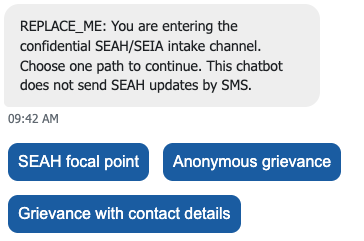 REPLACE_ME: You are entering the
confidential SEAH/SEIA intake channel.
Choose one path to continue. This chatbot
does not send SEAH updates by SMS.
09:42 AM
SEAH focal point
Anonymous grievance
Grievance with contact details